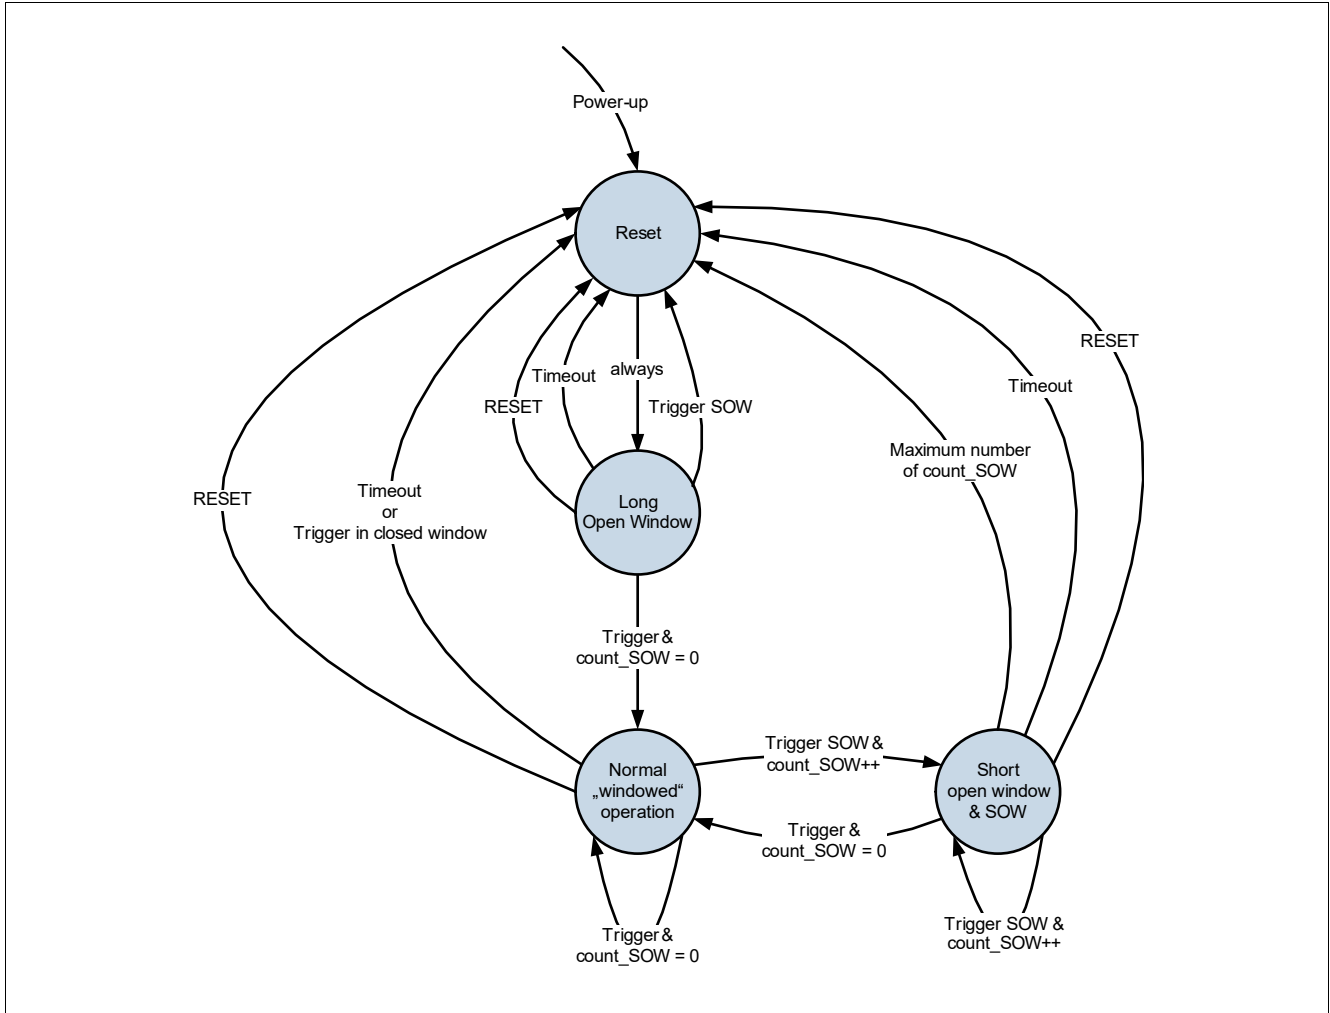 Power-up
Reset
RESET
Timeout
always
Timeout
RESET
Trigger SOW
Maximum number
of count_SOW
RESET
Timeout
or
Trigger in closed window
Long
Open Window
Trigger &
count_SOW = 0
Trigger SOW &
count_SOW++
Normal
„windowed“
operation
Short
open window
& SOW
Trigger &
count_SOW = 0
Trigger &
count_SOW = 0
Trigger SOW &
count_SOW++